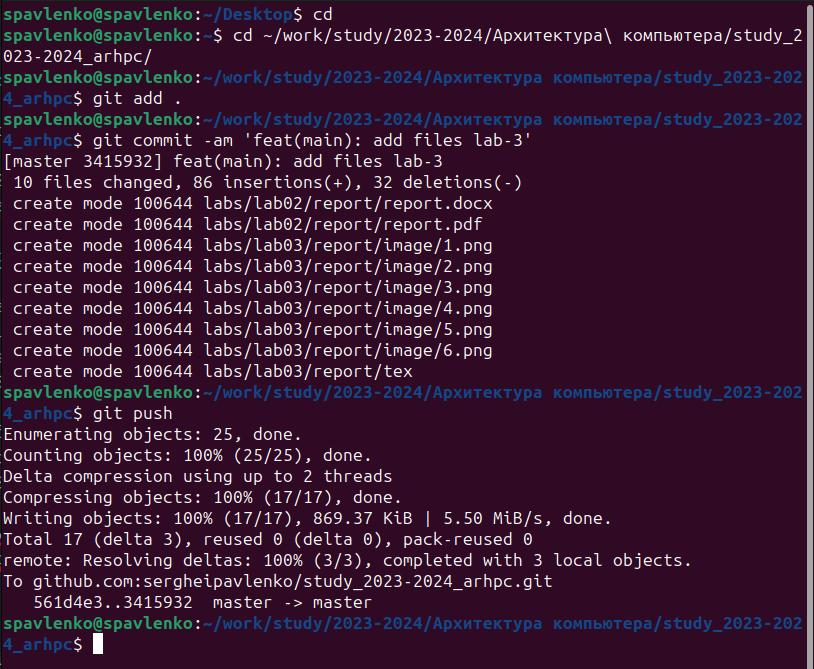 spavlenko@spavlenko:~/Desktop$ cd
spavlenko@spavlenko:~$ cd ~/work/study/2023-2024/Архитектура\ компьютера/study_2
023-2024_arhpc/
spavlenko@spavlenko:~/work/study/2023-2024/Архитектура компьютера/study_2023-202
4_arhpc$ git add .
spavlenko@spavlenko:~/work/study/2023-2024/Архитектура компьютера/study_2023-202
4_arhpc$ git commit -am 'feat(main): add files lab-3'
[master 3415932] feat(main): add files lab-3
 10 files changed, 86 insertions(+), 32 deletions(-)
 create mode 100644 labs/lab02/report/report.docx
 create mode 100644 labs/lab02/report/report.pdf
 create mode 100644 labs/lab03/report/image/1.png
 create mode 100644 labs/lab03/report/image/2.png
 create mode 100644 labs/lab03/report/image/3.png
 create mode 100644 labs/lab03/report/image/4.png
 create mode 100644 labs/lab03/report/image/5.png
 create mode 100644 labs/lab03/report/image/6.png
 create mode 100644 labs/lab03/report/tex
spavlenko@spavlenko:~/work/study/2023-2024/Архитектура компьютера/study_2023-202
4_arhpc$ git push
Enumerating objects: 25, done.
Counting objects: 100% (25/25), done.
Delta compression using up to 2 threads
Compressing objects: 100% (17/17), done.
Writing objects: 100% (17/17), 869.37 KiB | 5.50 MiB/s, done.
Total 17 (delta 3), reused 0 (delta 0), pack-reused 0
remote: Resolving deltas: 100% (3/3), completed with 3 local objects.
To github.com:sergheipavlenko/study_2023-2024_arhpc.git
   561d4e3..3415932  master -> master
spavlenko@spavlenko:~/work/study/2023-2024/Архитектура компьютера/study_2023-202
4_arhpc$